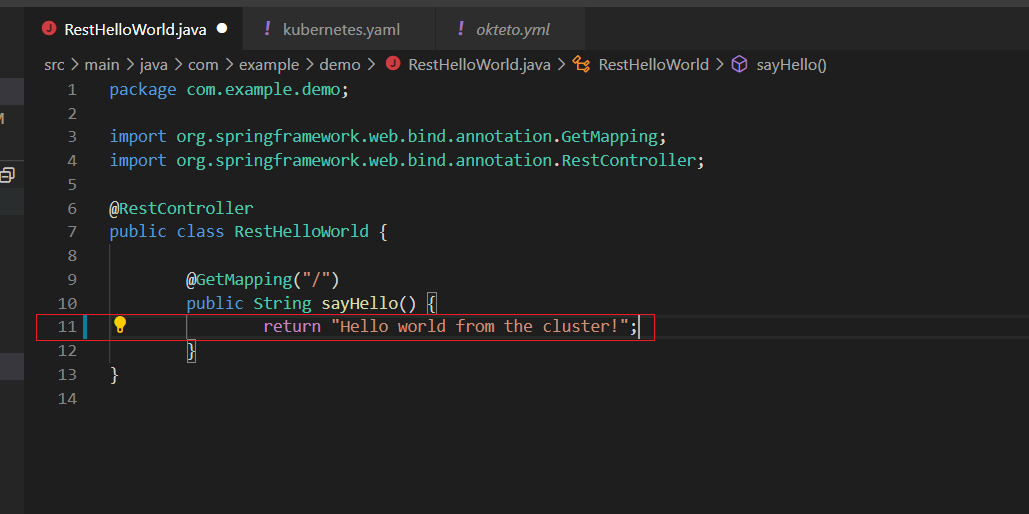 RestHelloWorld.java ● ! kubernetes.yaml ! okteto.yml
src > main > java > com > example > demo > J RestHelloWorld.java > RestHelloWorld > sayHello()
1 package com.example.demo;
2
3 import org.springframework.web.bind.annotation.GetMapping;
4 import org.springframework.web.bind.annotation.RestController;
5
6 @RestController
7 public class RestHelloWorld {
8
9 @GetMapping("/")
10 public String sayHello() {
11 return "Hello world from the cluster!";
12 }
13 }
14